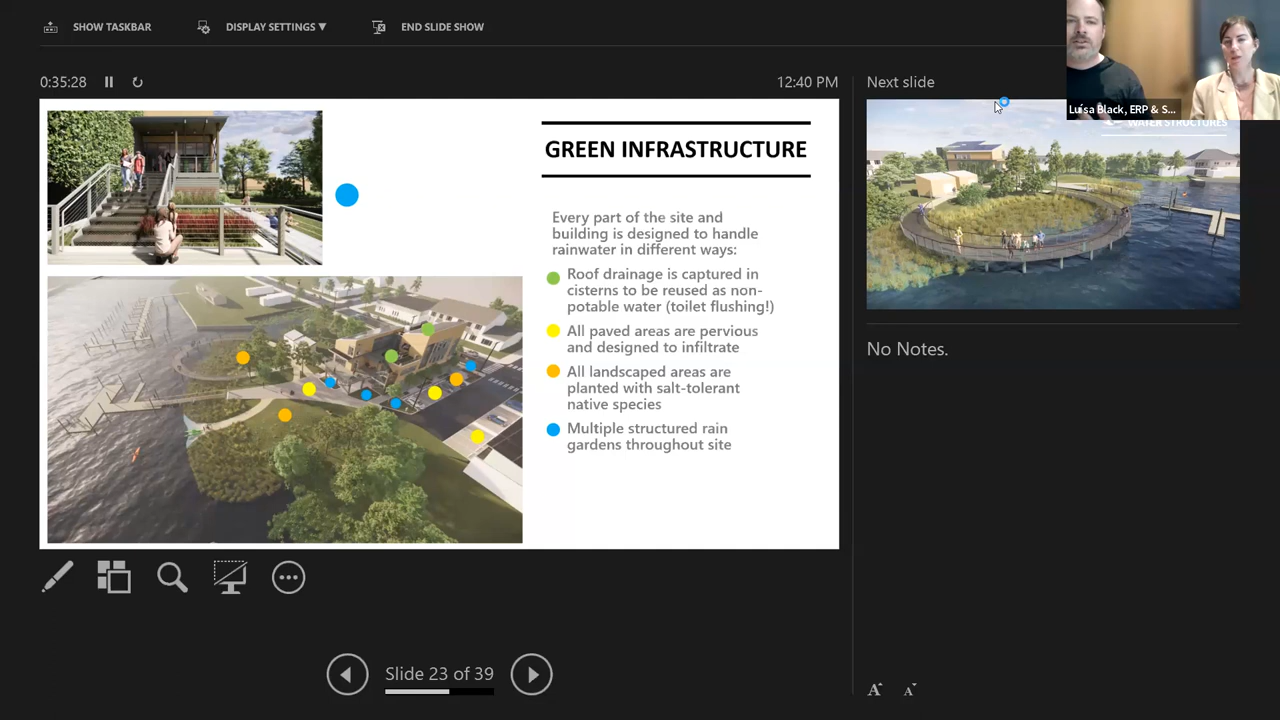 SHOW TASKBAR
DISPLAY SETTINGS ▼
END SLIDE SHOW
0:35:28
12:40 PM
GREEN INFRASTRUCTURE
Every part of the site and
building is designed to handle
rainwater in different ways:
Roof drainage is captured in
cisterns to be reused as non-
potable water (toilet flushing!)
All paved areas are pervious
and designed to infiltrate
All landscaped areas are
planted with salt-tolerant
native species
Multiple structured rain
gardens throughout site
Slide 23 of 39
Next slide
Luísa Black, ERP & S...
WATER STRUCTURES
No Notes.
A
A